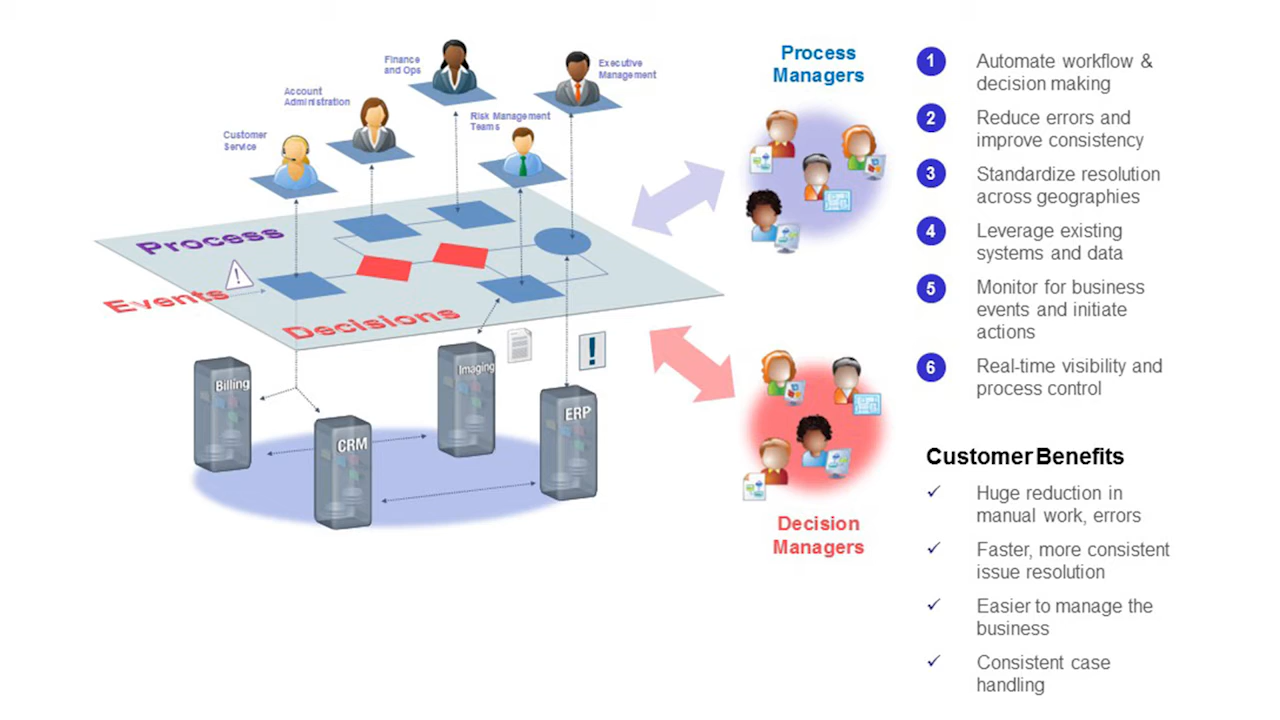 Finance
and Ops
Executive
Management
Account
Administration
Risk Management
Teams
Customer
Service
Process
Events
Decisions
Billing
Imaging
CRM
ERP
Process
Managers
Decision
Managers
1
Automate workflow &
decision making
2
Reduce errors and
improve consistency
3
Standardize resolution
across geographies
4
Leverage existing
systems and data
5
Monitor for business
events and initiate
actions
6
Real-time visibility and
process control
Customer Benefits
✓ Huge reduction in
manual work, errors
✓ Faster, more consistent
issue resolution
✓ Easier to manage the
business
✓ Consistent case
handling